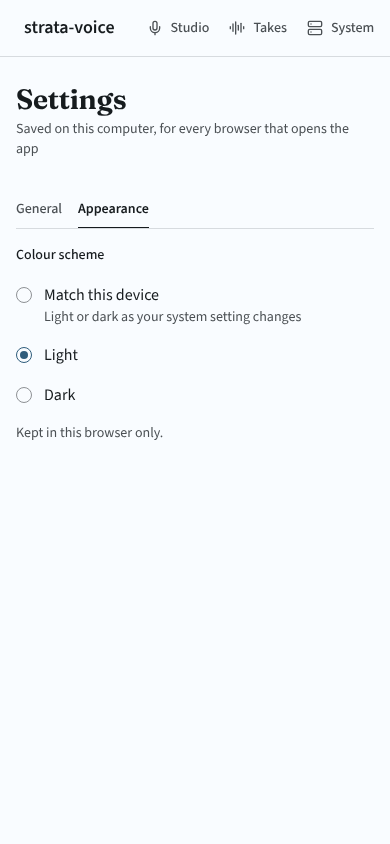 strata-voice Studio Takes System
Settings
Saved on this computer, for every browser that opens the
app
General Appearance
Colour scheme
Match this device
Light or dark as your system setting changes
Light
Dark
Kept in this browser only.